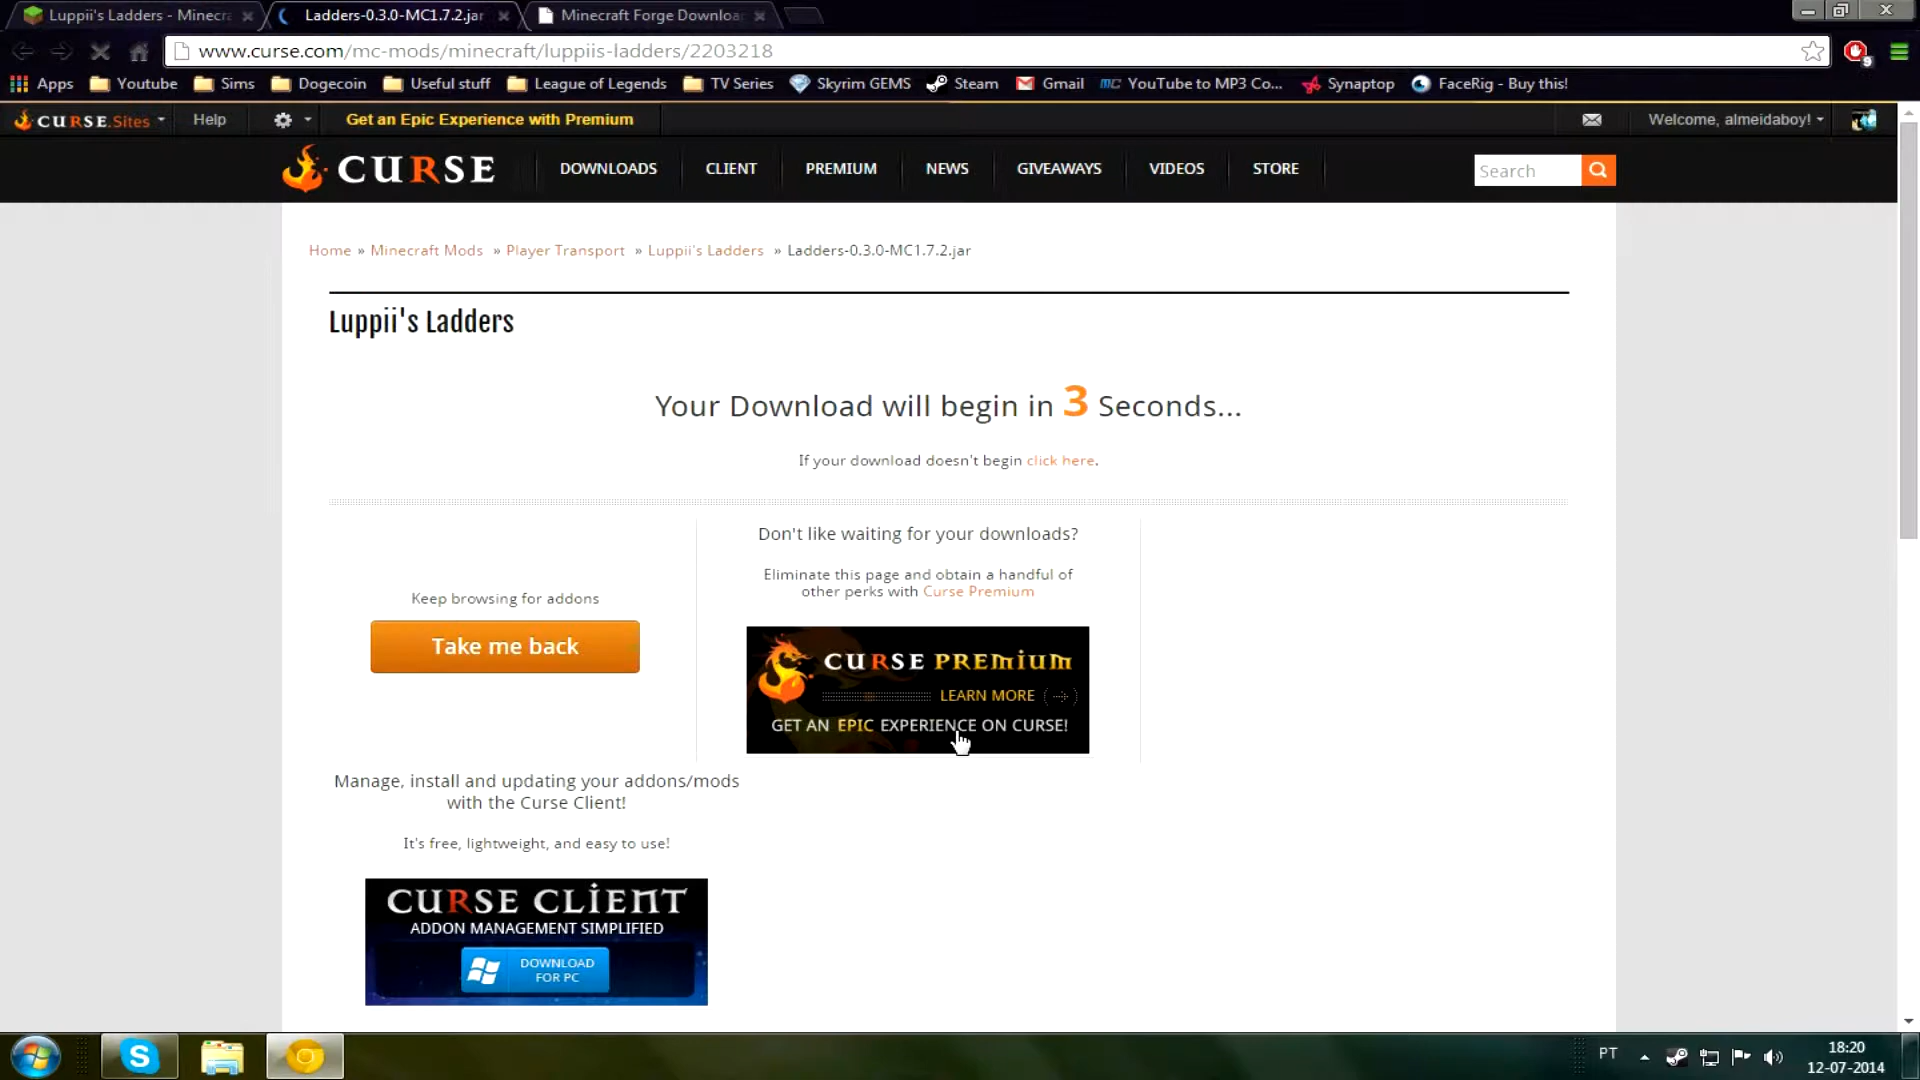 Luppii's Ladders - Minecra
Ladders-0.3.0-MC1.7.2.jar
Minecraft Forge Downloa
www.curse.com/mc-mods/minecraft/luppiis-ladders/2203218
9
Apps
Youtube
Sims
Dogecoin
Useful stuff
League of Legends
TV Series
Skyrim GEMS
Steam
Gmail
MC YouTube to MP3 Co...
Synaptop
FaceRig - Buy this!
CURSE.Sites
Help
Get an Epic Experience with Premium
Welcome, almeidaboy!
CURSE
DOWNLOADS
CLIENT
PREMIUM
NEWS
GIVEAWAYS
VIDEOS
STORE
Search
Home » Minecraft Mods » Player Transport » Luppii's Ladders » Ladders-0.3.0-MC1.7.2.jar
Luppii's Ladders
Your Download will begin in 3 Seconds...
If your download doesn't begin click here.
Keep browsing for addons
Take me back
Don't like waiting for your downloads?
Eliminate this page and obtain a handful of
other perks with Curse Premium
CURSE PREMIUM
LEARN MORE
GET AN EPIC EXPERIENCE ON CURSE!
Manage, install and updating your addons/mods
with the Curse Client!
It's free, lightweight, and easy to use!
CURSE CLIENT
ADDON MANAGEMENT SIMPLIFIED
DOWNLOAD
FOR PC
PT
18:20
12-07-2014